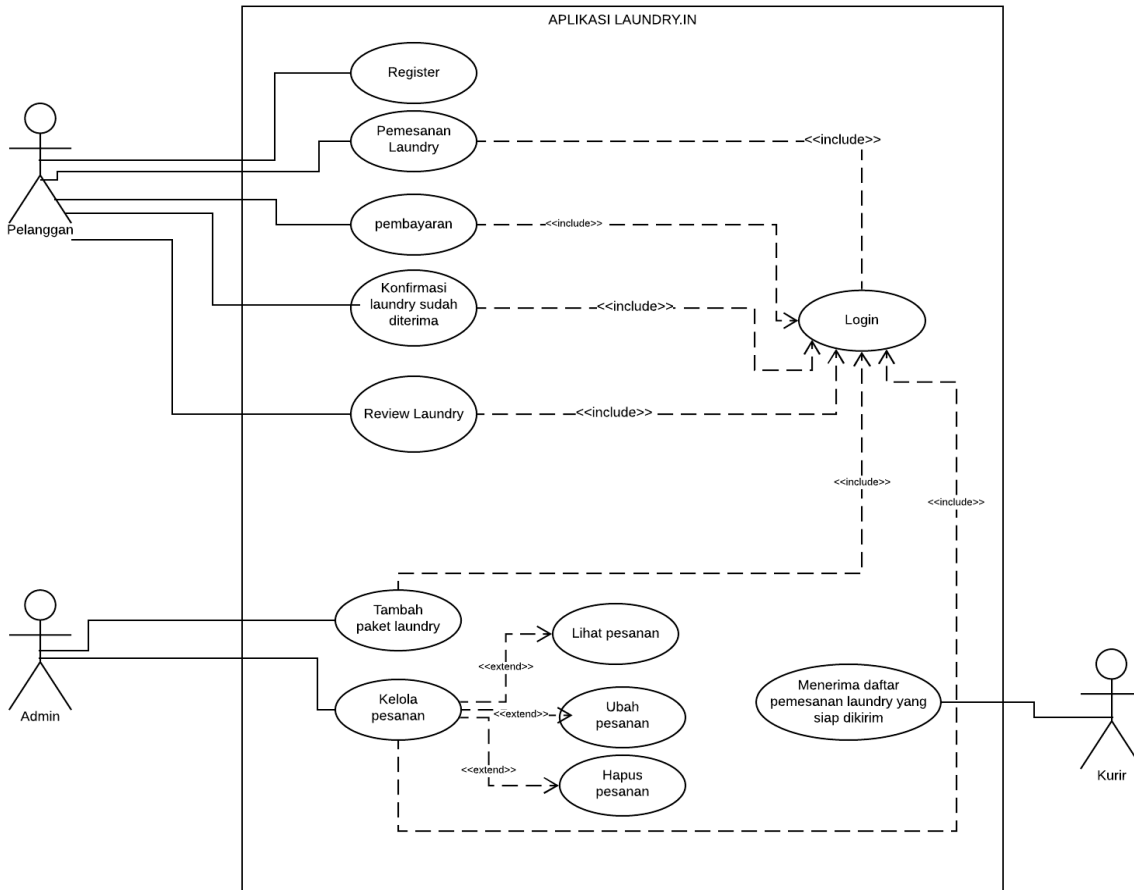 APLIKASI LAUNDRY.IN
Register
Pemesanan
Laundry
<<include>>
Pelanggan
pembayaran
<<include>>
Konfirmasi
laundry sudah
diterima
<<include>>
Login
Review Laundry
<<include>>
<<include>>
<<include>>
Tambah
paket laundry
Lihat pesanan
<<extend>>
Admin
Kelola
pesanan
<<extend>>
Ubah
pesanan
<<extend>>
Hapus
pesanan
Menerima daftar
pemesanan laundry yang
siap dikirim
Kurir